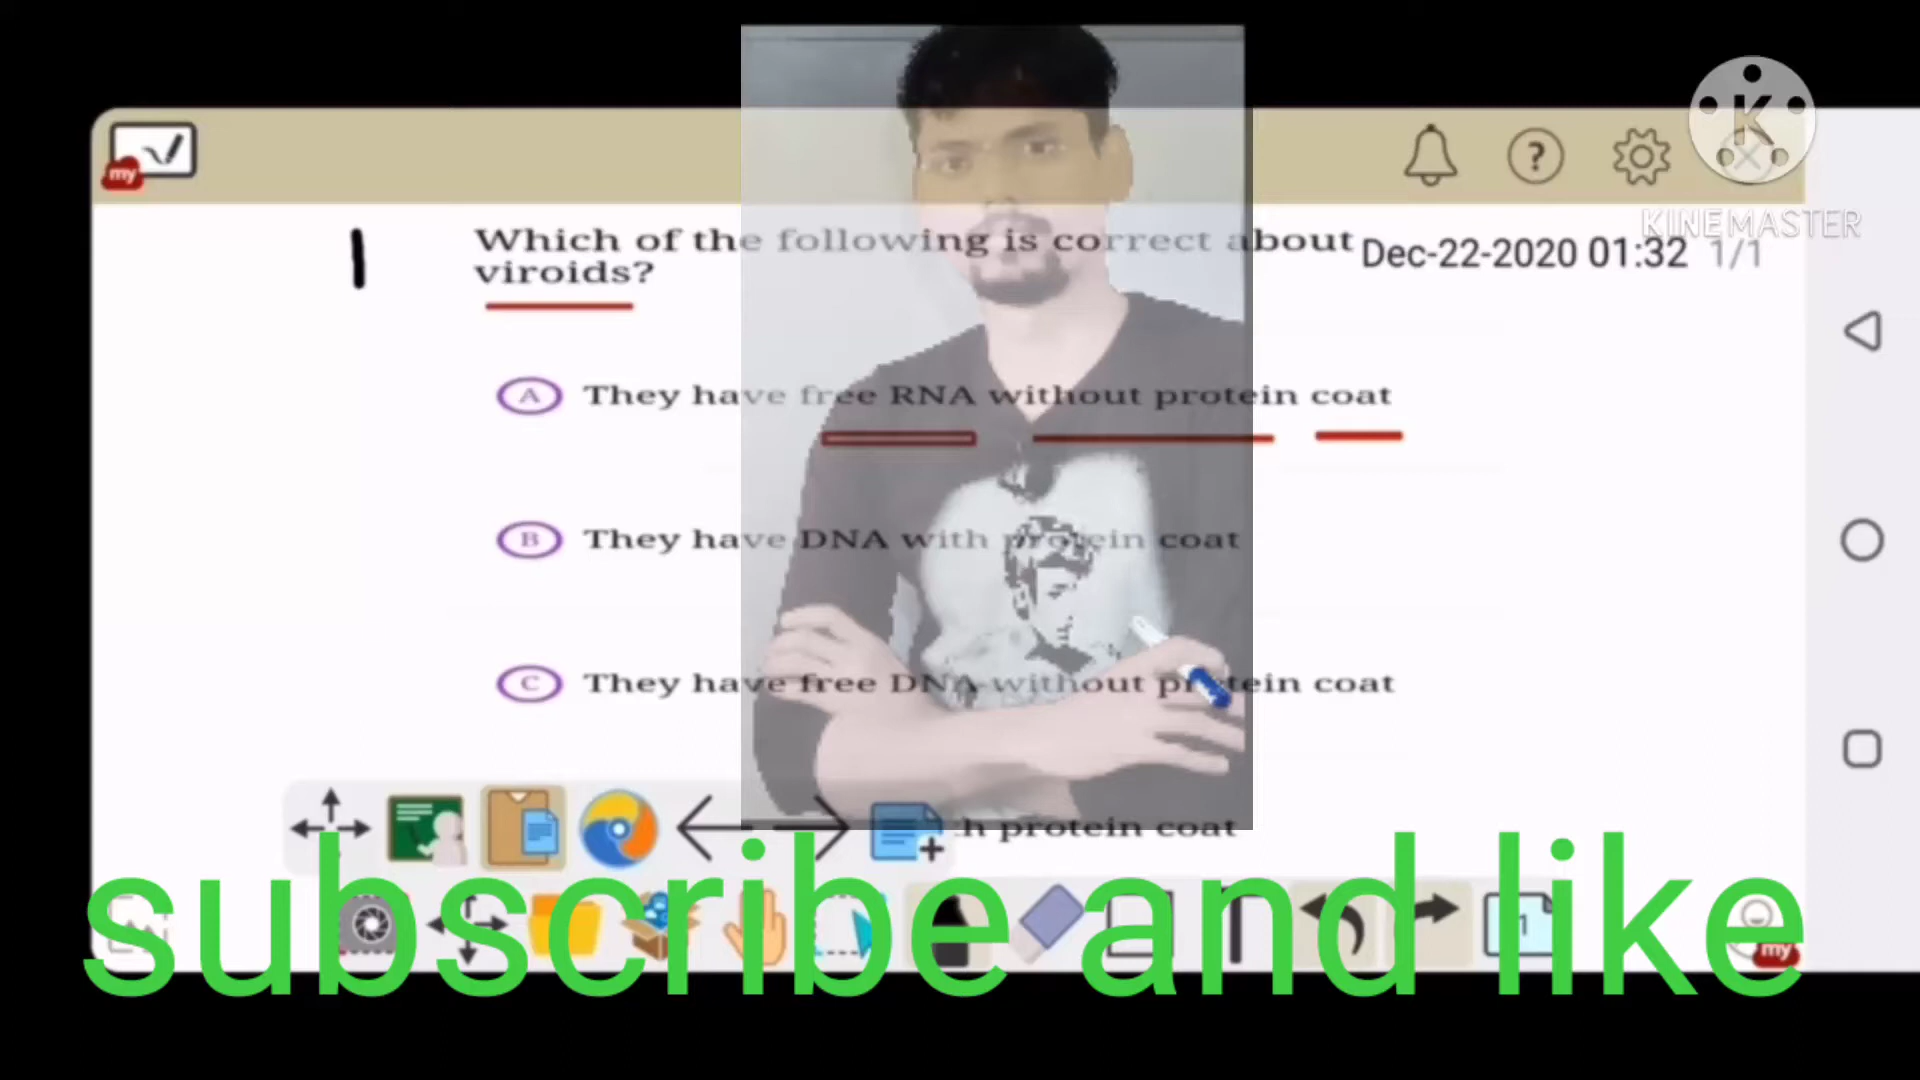 K
KINEMASTER
my
?
1
Which of the following is correct about
viroids?
Dec-22-2020 01:32 1/1
A They have free RNA without protein coat
B They have DNA with protein coat
C They have free DNA without protein coat
h protein coat
subscribe and like
1
my